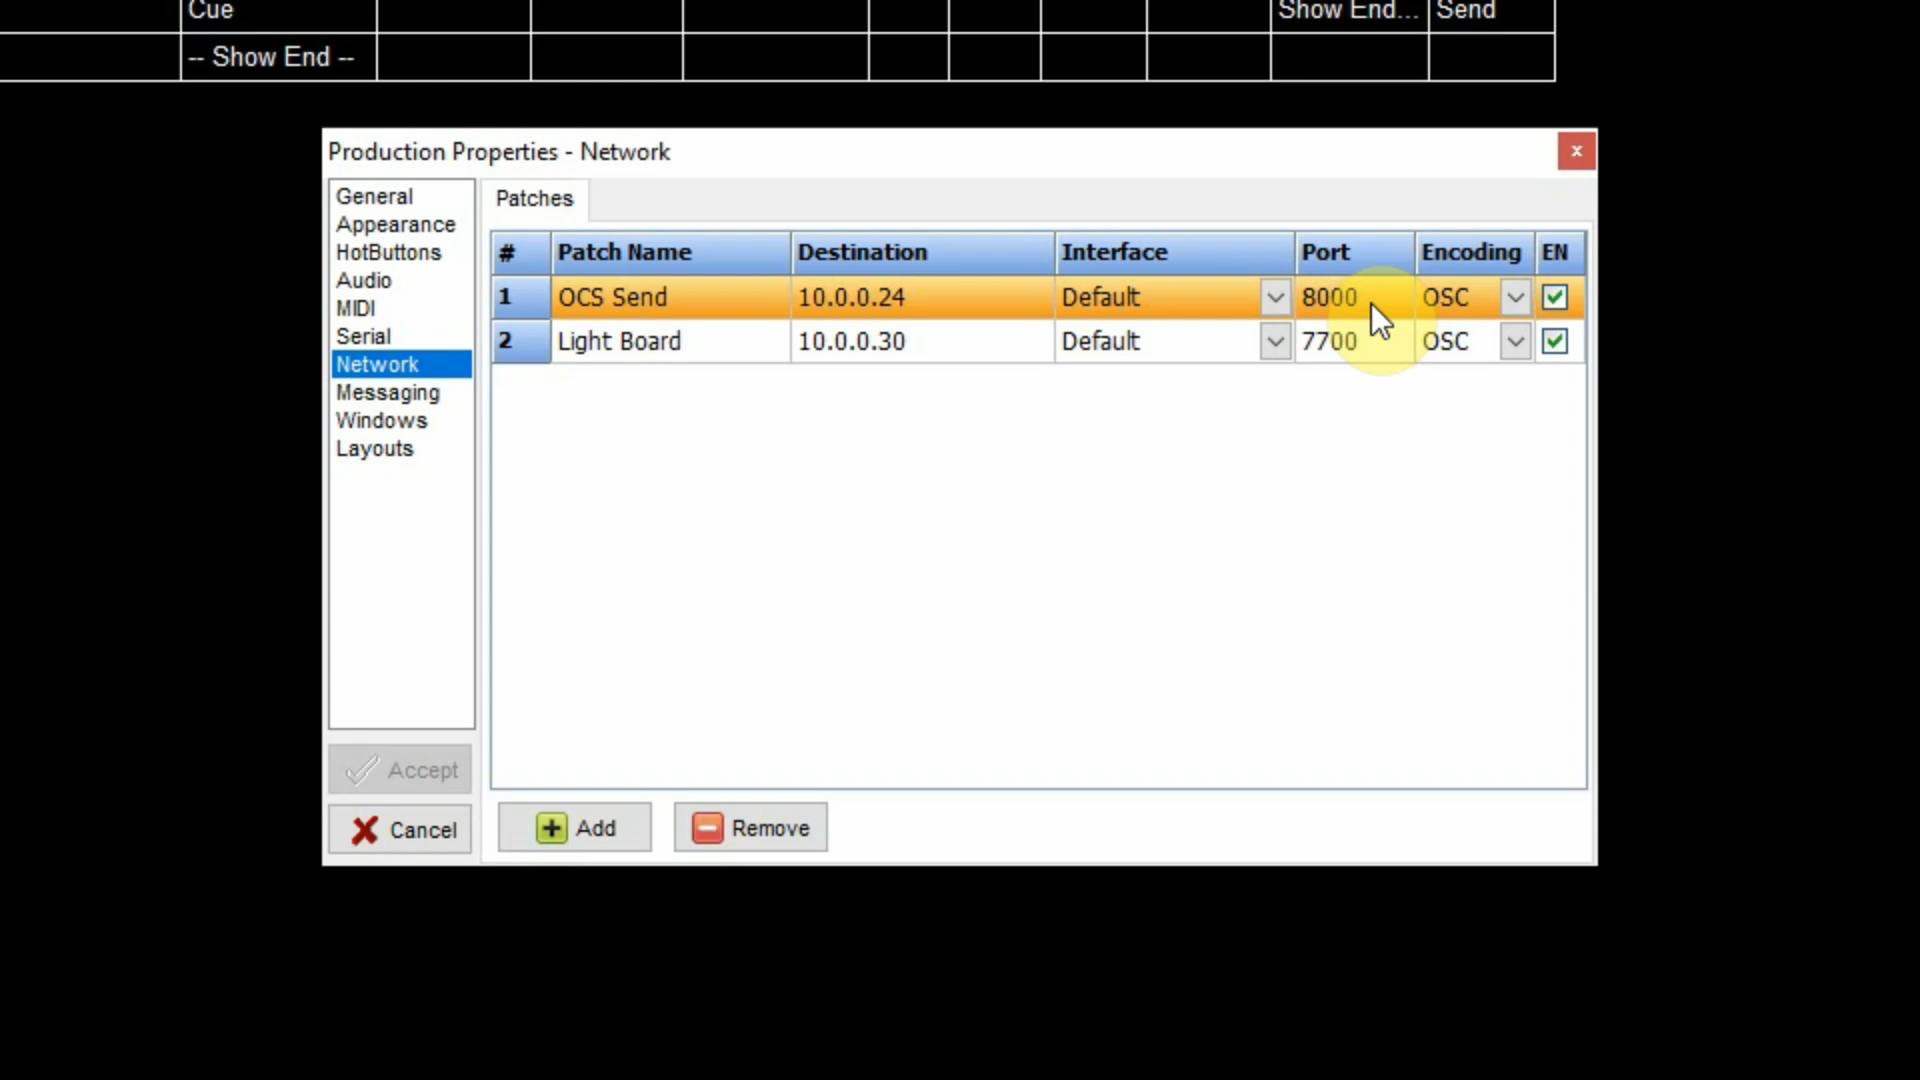 Cue Show End... Send
-- Show End --
Production Properties - Network
x
General
Appearance
HotButtons
Audio
MIDI
Serial
Network
Messaging
Windows
Layouts
Accept
Cancel
Patches
# Patch Name Destination Interface Port Encoding EN
1 OCS Send 10.0.0.24 Default 8000 OSC
2 Light Board 10.0.0.30 Default 7700 OSC
Add Remove